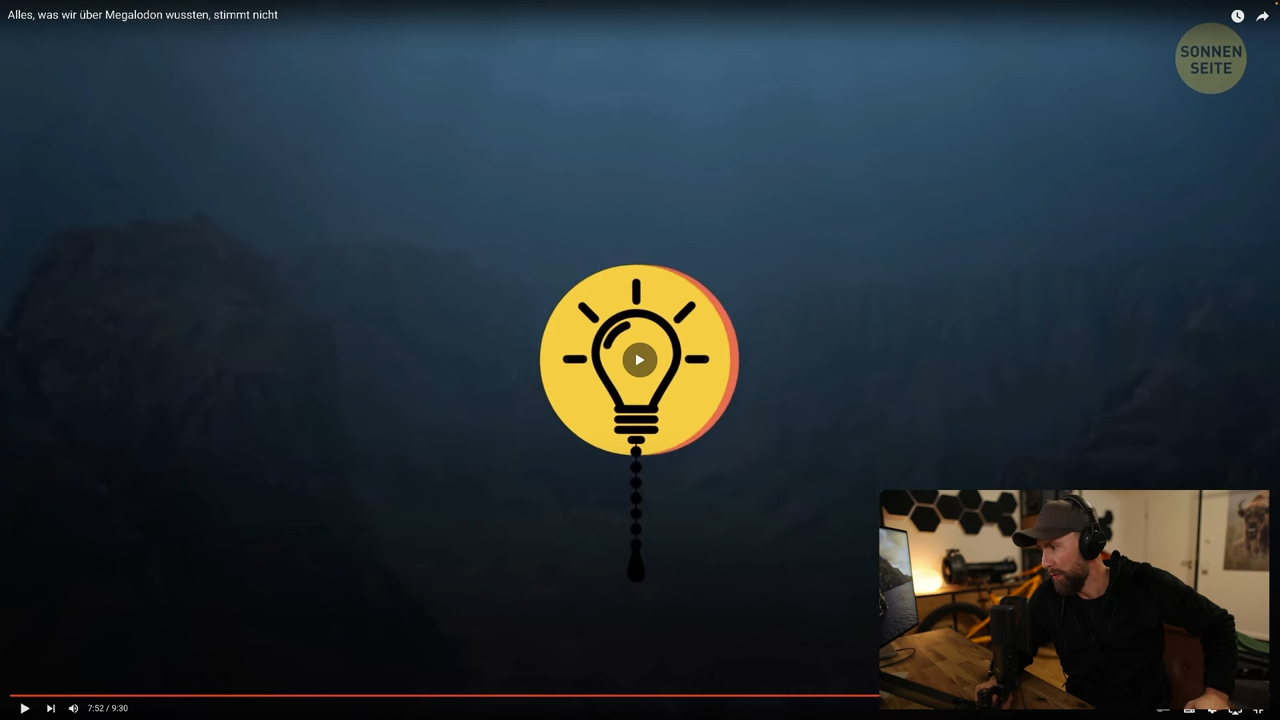 Alles, was wir über Megalodon wussten, stimmt nicht
SONNEN
SEITE
7:52 / 9:30